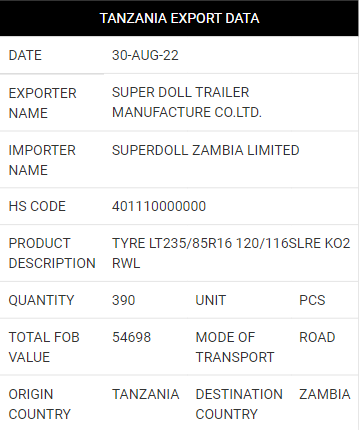 TANZANIA EXPORT DATA
DATE 30-AUG-22
EXPORTER NAME SUPER DOLL TRAILER MANUFACTURE CO.LTD.
IMPORTER NAME SUPERDOLL ZAMBIA LIMITED
HS CODE 401110000000
PRODUCT DESCRIPTION TYRE LT235/85R16 120/116SLRE KO2 RWL
QUANTITY 390 UNIT PCS
TOTAL FOB VALUE 54698 MODE OF TRANSPORT ROAD
ORIGIN COUNTRY TANZANIA DESTINATION COUNTRY ZAMBIA